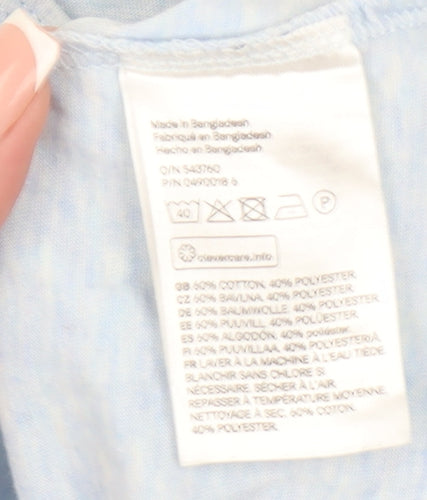 Made in Bangladesh
Fabriqué en Bangladesh
Hecho en Bangladesh
O/N 543760
P/N 0490018 6
40
P
clevercare.info
GB 60% COTTON, 40% POLYESTER
CZ 60% BAVLNA, 40% POLYESTER
DE 60% BAUMWOLLE, 40% POLYESTER
EE 60% PUUVILL, 40% POLÜESTER
ES 60% ALGODÓN, 40% poliéster
FI 60% PUUVILLAA, 40% POLYESTERIÄ
FR LAVER À LA MACHINE À L'EAU TIÈDE.
BLANCHIR SANS CHLORE SI
NÉCESSAIRE. SÉCHER À L'AIR.
REPASSER À TEMPÉRATURE MOYENNE.
NETTOYAGE À SEC. 60% COTON,
40% POLYESTER.